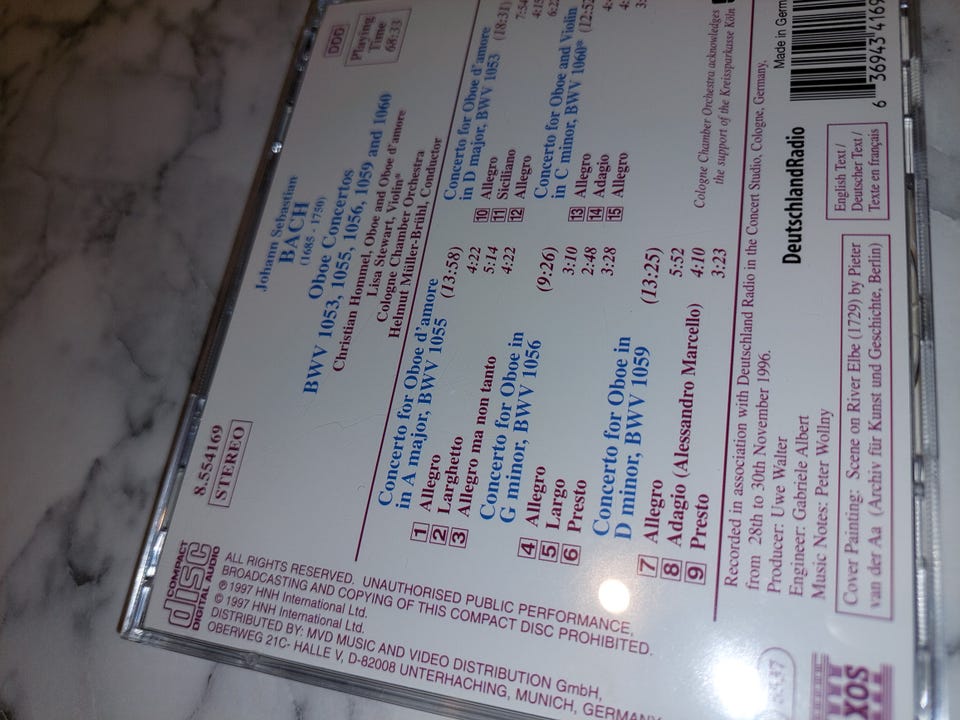 8.554169
STEREO
Johann Sebastian
BACH
(1685 - 1750)
Oboe Concertos
BWV 1053, 1055, 1056, 1059 and 1060
Christian Hommel, Oboe and Oboe d'amore
Lisa Stewart, Violin*
Cologne Chamber Orchestra
Helmut Müller-Brühl, Conductor
DDD
Playing
Time
68:33
Concerto for Oboe d'amore
in A major, BWV 1055 (13:58)
1 Allegro 4:22
2 Larghetto 5:14
3 Allegro ma non tanto 4:22
Concerto for Oboe in
G minor, BWV 1056 (9:26)
4 Allegro 3:10
5 Largo 2:48
6 Presto 3:28
Concerto for Oboe in
D minor, BWV 1059 (13:25)
7 Allegro 5:52
8 Adagio (Alessandro Marcello) 4:10
9 Presto 3:23
Concerto for Oboe d'amore
in D major, BWV 1053 (18:31)
10 Allegro 7:54
11 Siciliano 4:15
12 Allegro
Concerto for Oboe and Violin
in C minor, BWV 1060* (12:52)
13 Allegro
14 Adagio
15 Allegro
Cologne Chamber Orchestra acknowledges
the support of the Kreissparkasse Köln
Recorded in association with Deutschland Radio in the Concert Studio, Cologne, Germany,
from 28th to 30th November 1996.
Producer: Uwe Walter
Engineer: Gabriele Albert
Music Notes: Peter Wollny
DeutschlandRadio
Cover Painting: Scene on River Elbe (1729) by Pieter
van der Aa (Archiv für Kunst und Geschichte, Berlin)
English Text /
Deutscher Text /
Texte en français
Made in Germ
6 36943 4169
COMPACT
disc
DIGITAL AUDIO
ALL RIGHTS RESERVED. UNAUTHORISED PUBLIC PERFORMANCE,
BROADCASTING AND COPYING OF THIS COMPACT DISC PROHIBITED.
℗ 1997 HNH International Ltd.
© 1997 HNH International Ltd.
DISTRIBUTED BY: MVD MUSIC AND VIDEO DISTRIBUTION GmbH,
OBERWEG 21C- HALLE V, D-82008 UNTERHACHING, MUNICH, GERMANY
XOS